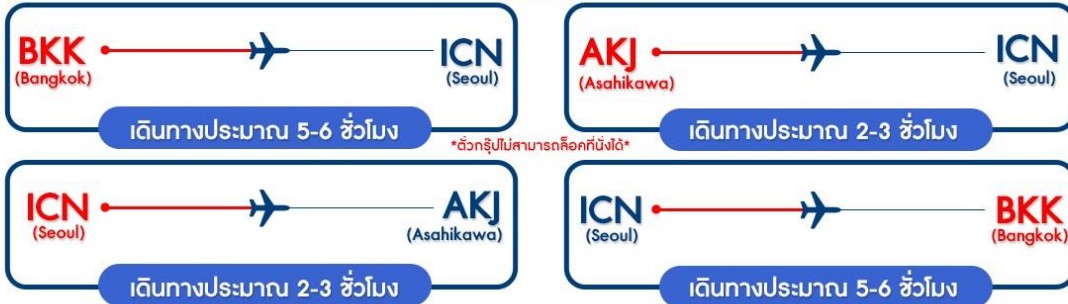 BKK
(Bangkok)
ICN
(Seoul)
เดินทางประมาณ 5-6 ชั่วโมง
AKJ
(Asahikawa)
ICN
(Seoul)
เดินทางประมาณ 2-3 ชั่วโมง
*ตั๋วกรุ๊ปไม่สามารถล็อคที่นั่งได้*
ICN
(Seoul)
AKJ
(Asahikawa)
เดินทางประมาณ 2-3 ชั่วโมง
ICN
(Seoul)
BKK
(Bangkok)
เดินทางประมาณ 5-6 ชั่วโมง